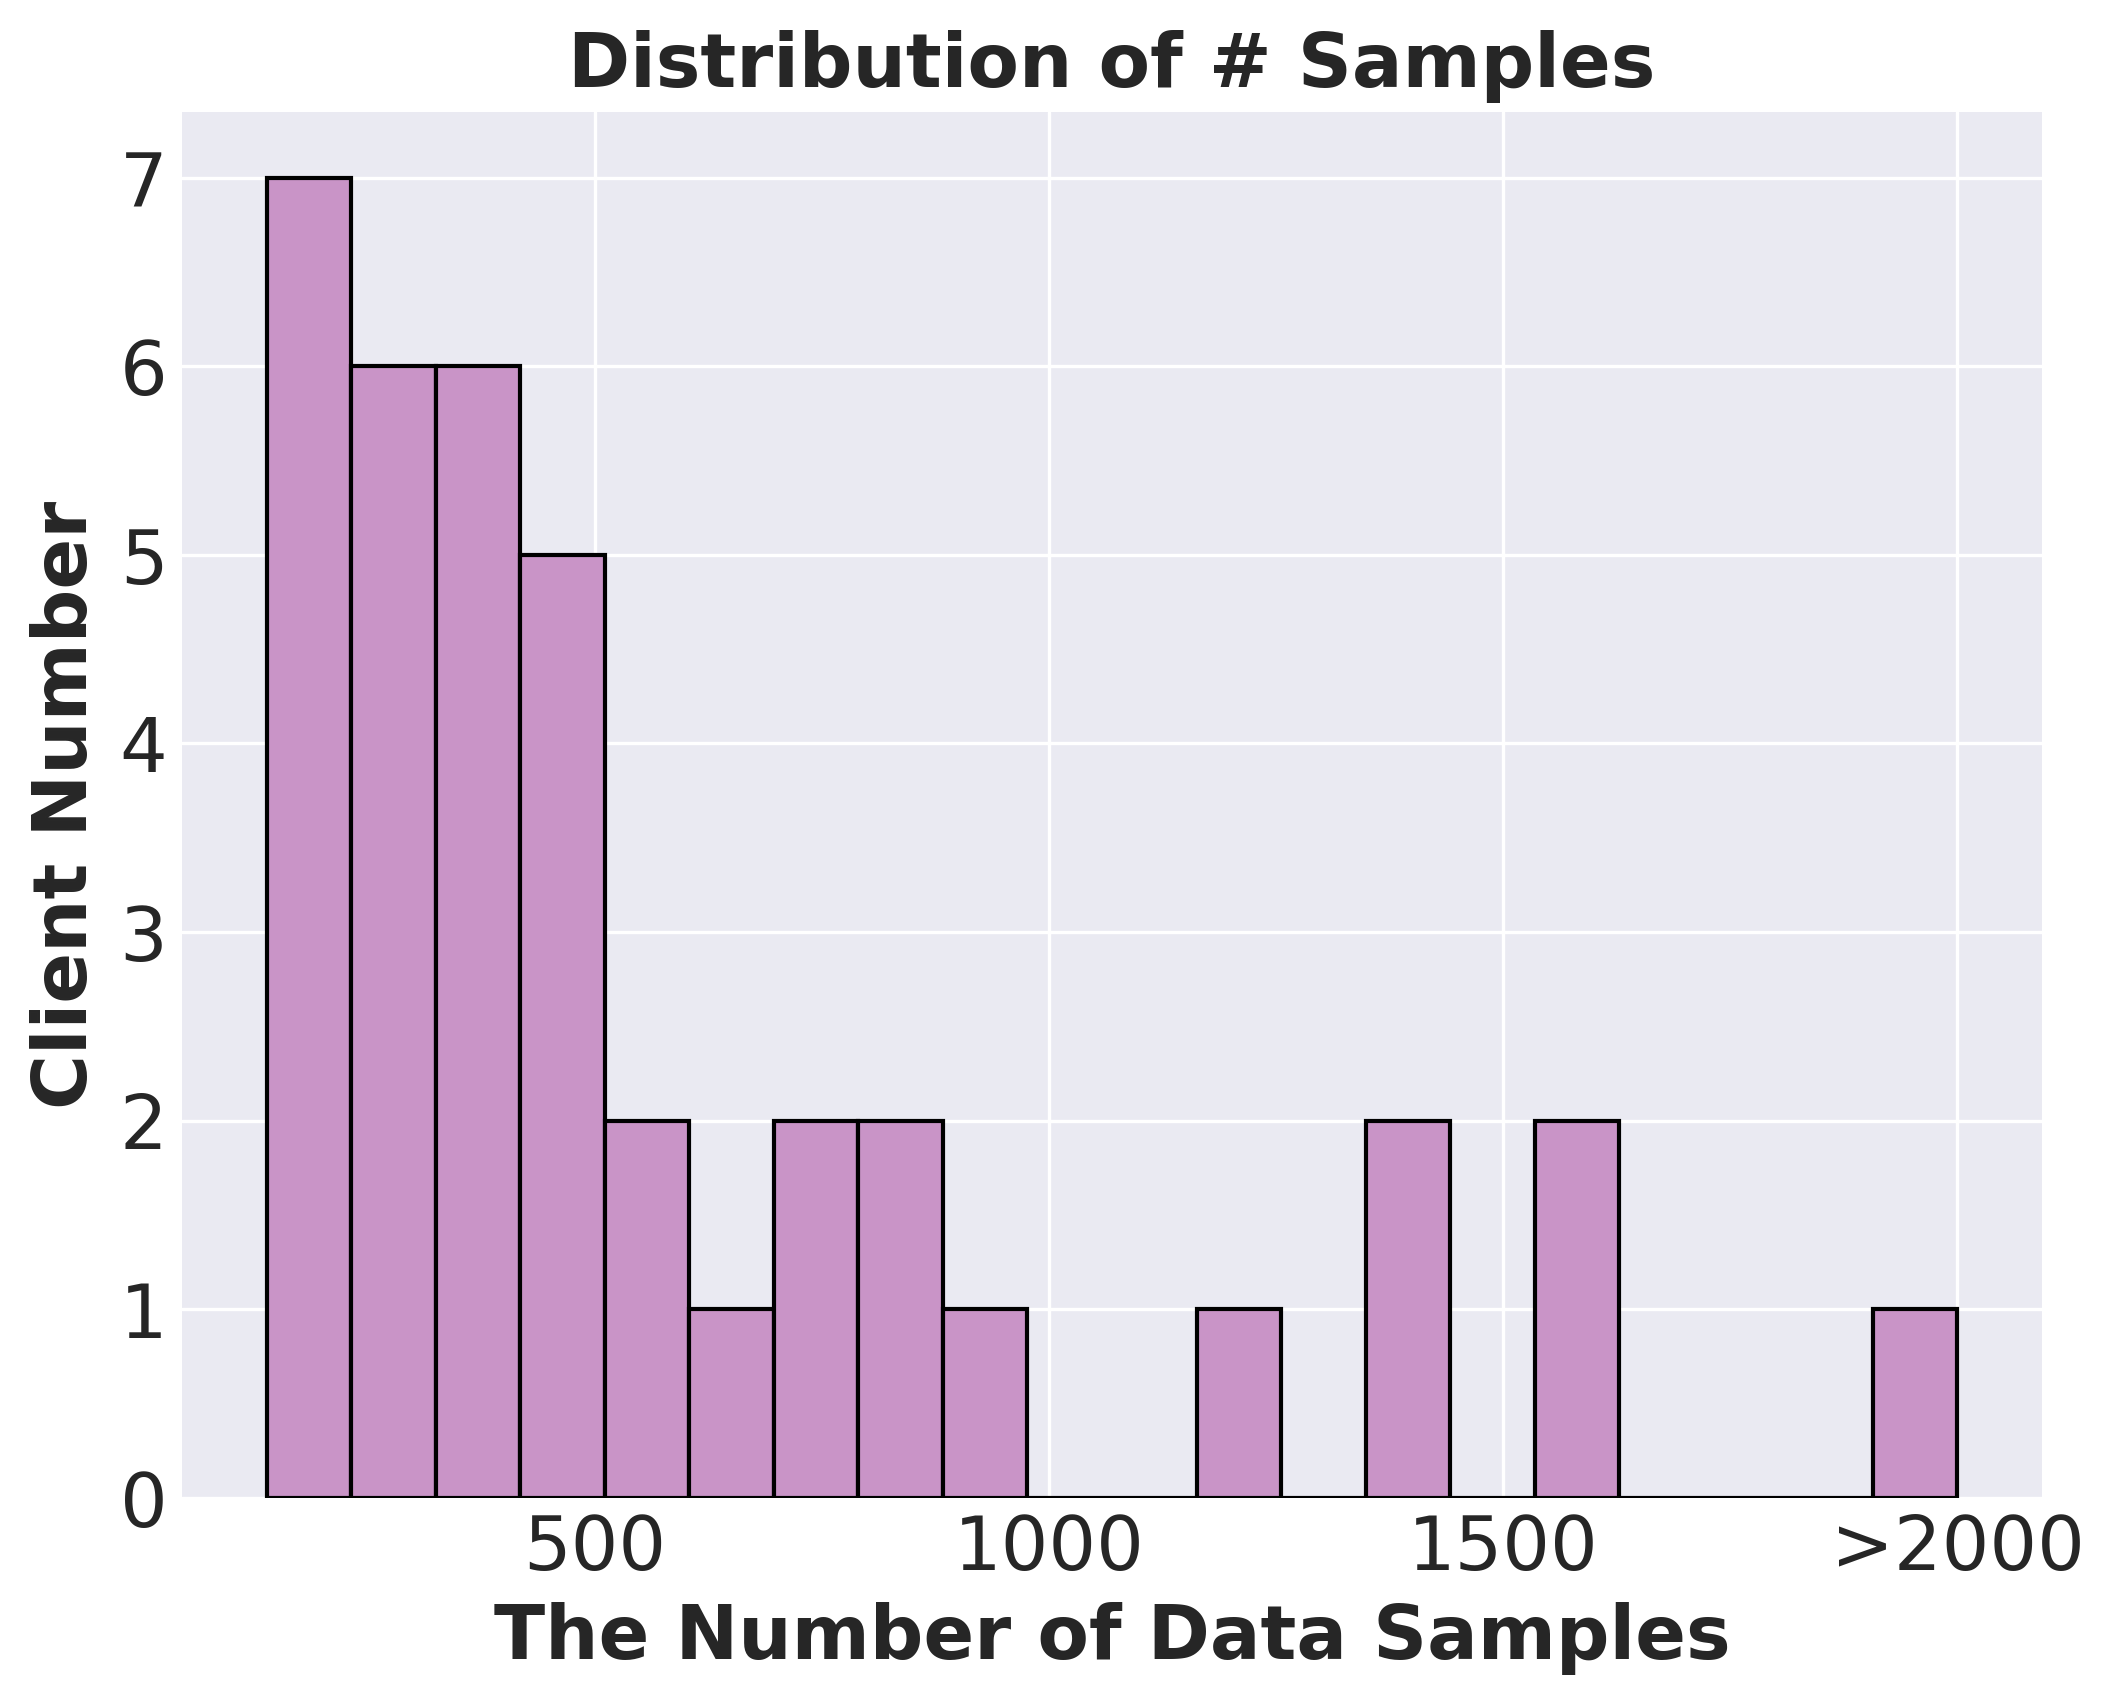 Distribution of # Samples
Client Number
7
6
5
4
3
2
1
0
500 1000 1500 >2000
The Number of Data Samples